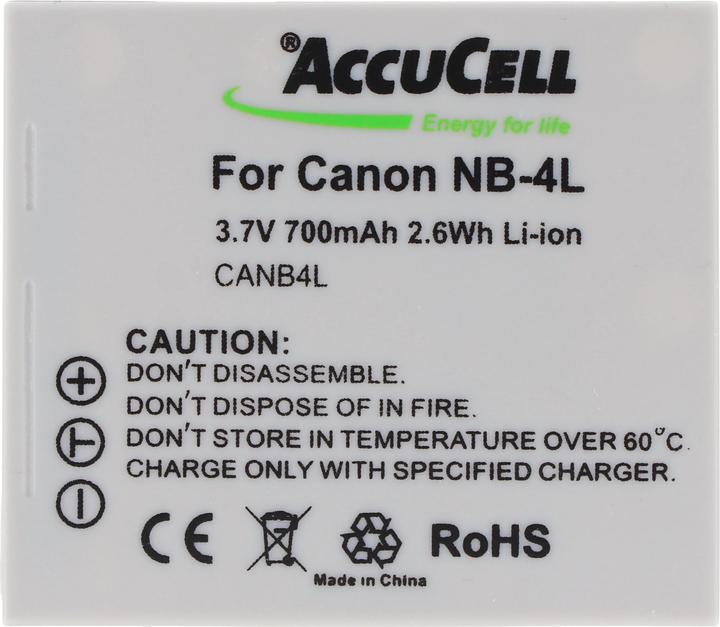 ®ACCUCELL
Energy for life
For Canon NB-4L
3.7V 700mAh 2.6Wh Li-ion
CANB4L
CAUTION:
DON'T DISASSEMBLE.
DON'T DISPOSE OF IN FIRE.
DON'T STORE IN TEMPERATURE OVER 60°C.
CHARGE ONLY WITH SPECIFIED CHARGER.
+
T
–
CE RoHS
Made in China